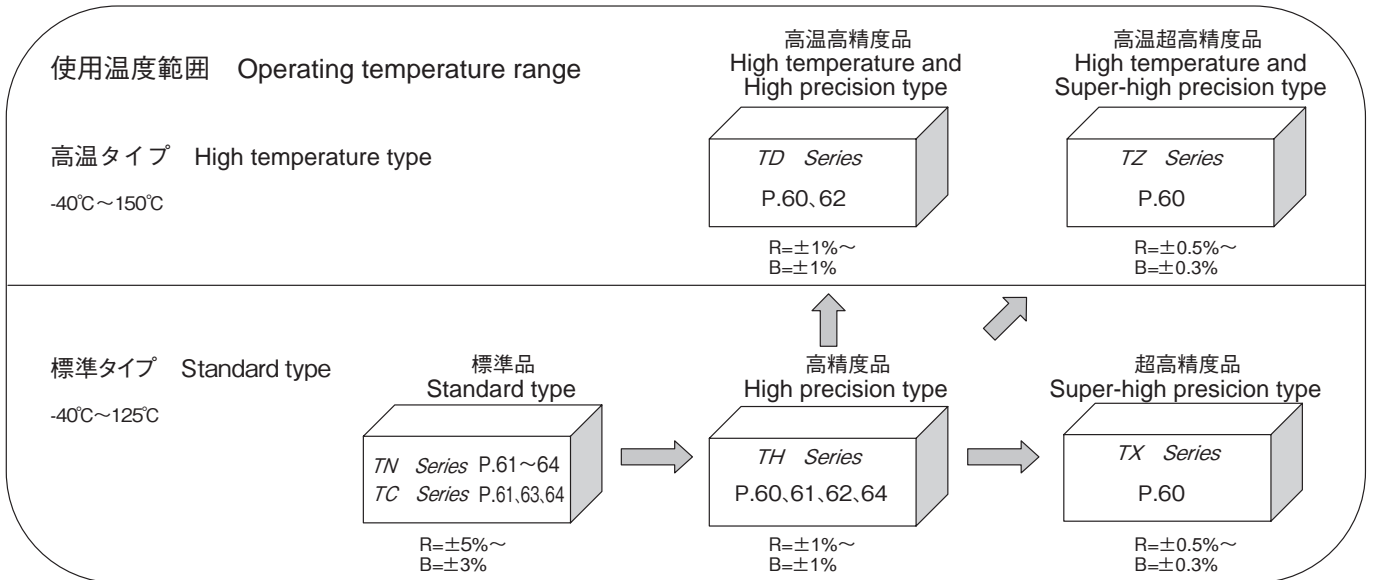 使用温度範囲 Operating temperature range
高温高精度品
High temperature and
High precision type
高温超高精度品
High temperature and
Super-high precision type
高温タイプ High temperature type
-40℃～150℃
TD Series
P.60、62
R=±1%～
B=±1%
TZ Series
P.60
R=±0.5%～
B=±0.3%
標準タイプ Standard type
-40℃～125℃
標準品
Standard type
TN Series P.61～64
TC Series P.61、63、64
R=±5%～
B=±3%
高精度品
High precision type
TH Series
P.60、61、62、64
R=±1%～
B=±1%
超高精度品
Super-high presicion type
TX Series
P.60
R=±0.5%～
B=±0.3%